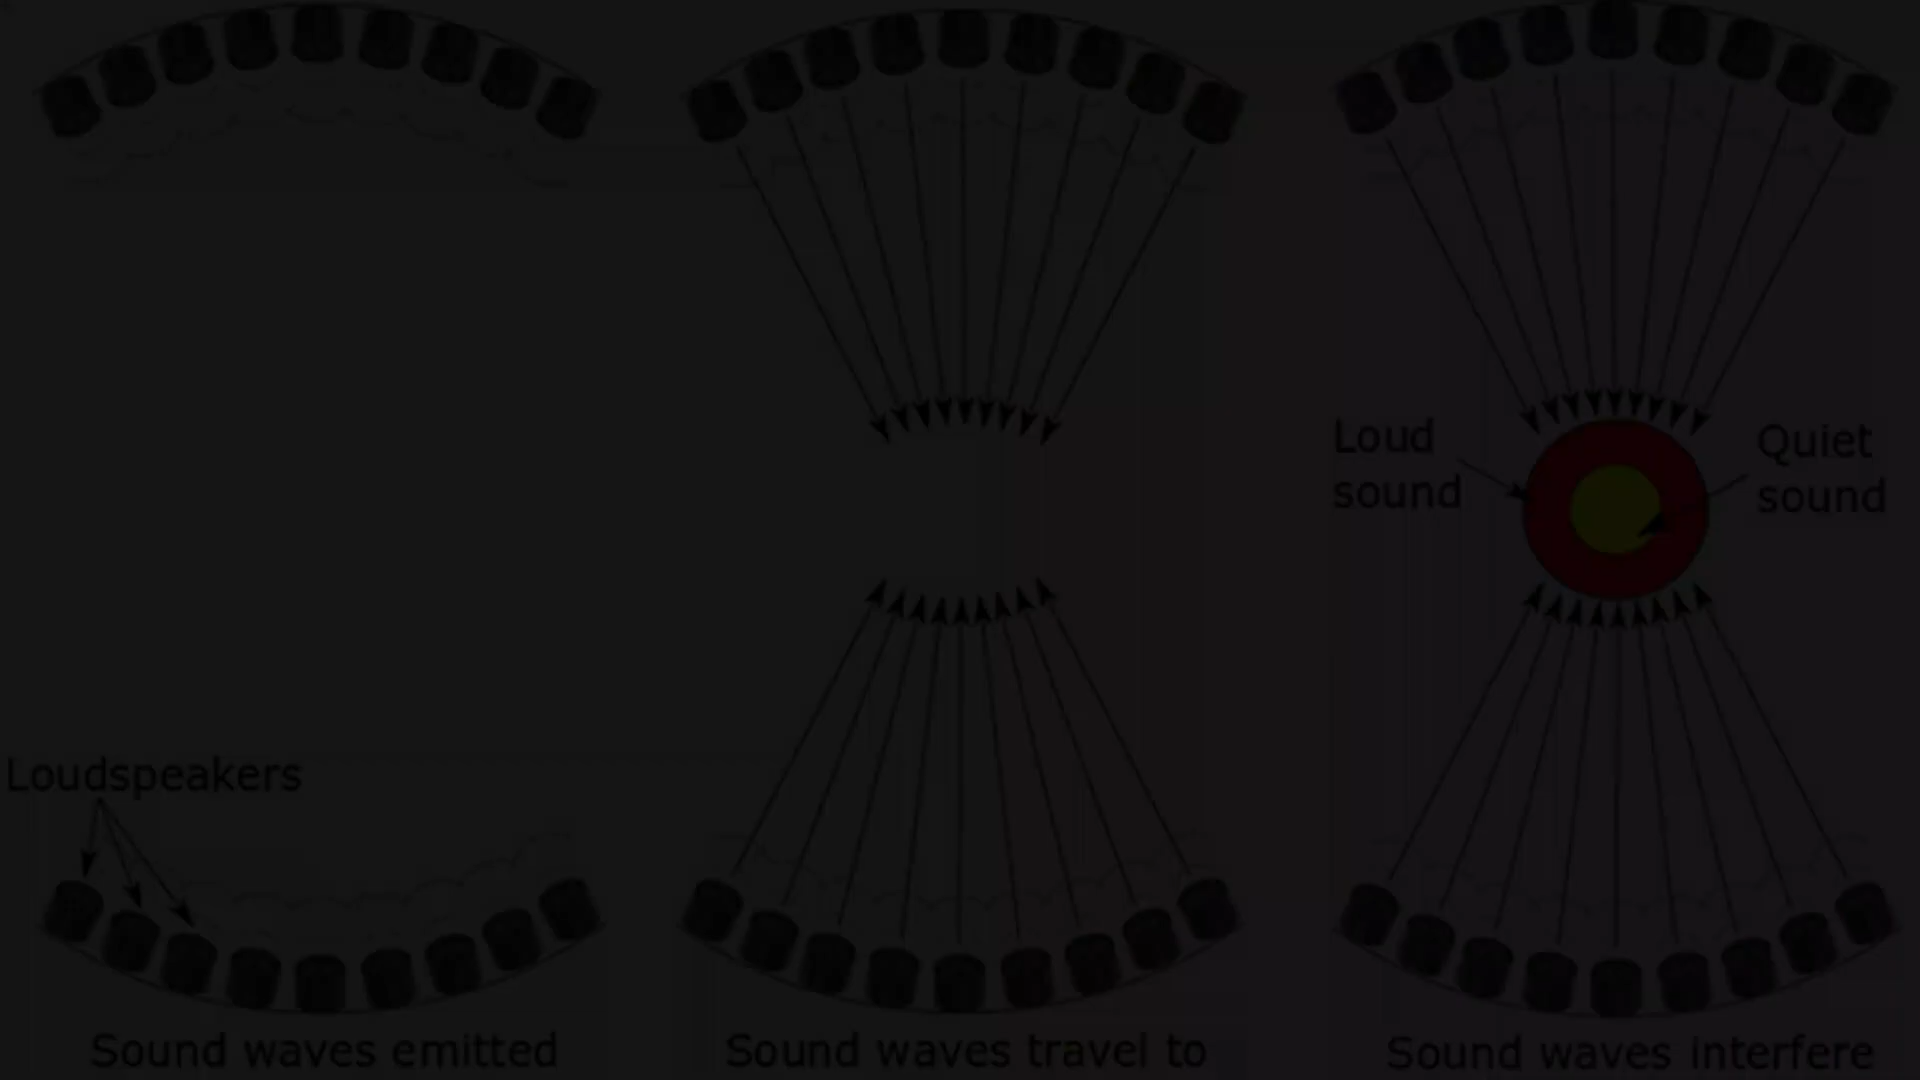 Loud
sound
Quiet
sound
Loudspeakers
Sound waves emitted
Sound waves travel to
Sound waves interfere